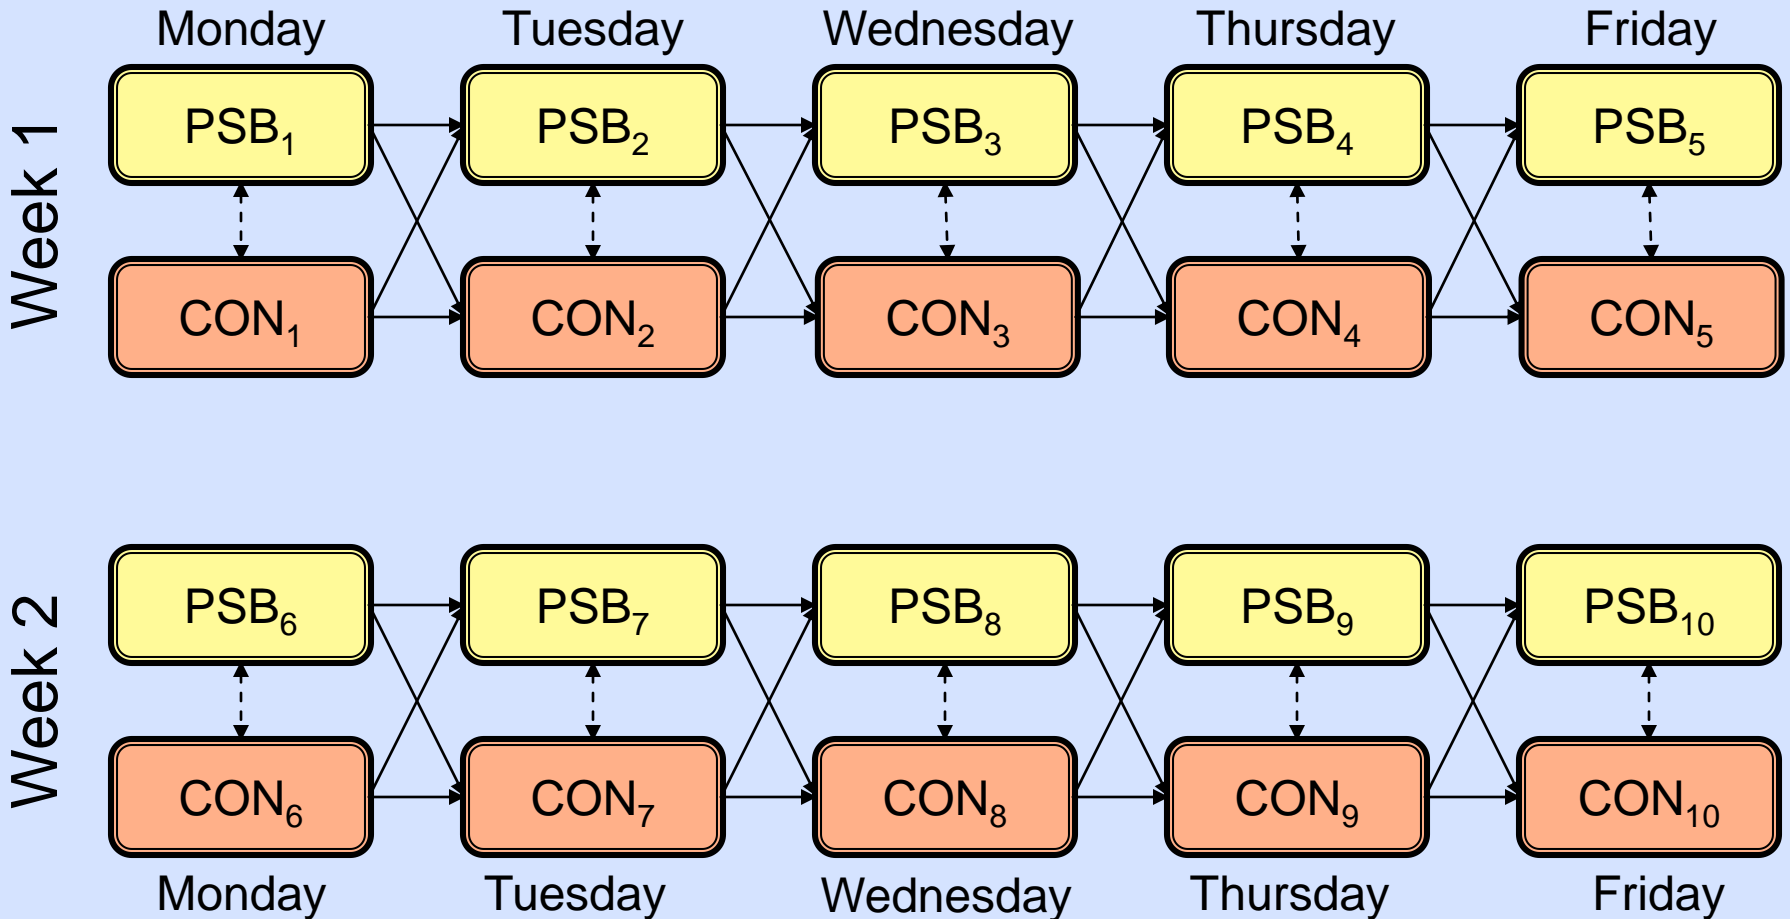 Monday Tuesday Wednesday Thursday Friday
Week 1
PSB₁ PSB₂ PSB₃ PSB₄ PSB₅
CON₁ CON₂ CON₃ CON₄ CON₅
Week 2
PSB₆ PSB₇ PSB₈ PSB₉ PSB₁₀
CON₆ CON₇ CON₈ CON₉ CON₁₀
Monday Tuesday Wednesday Thursday Friday